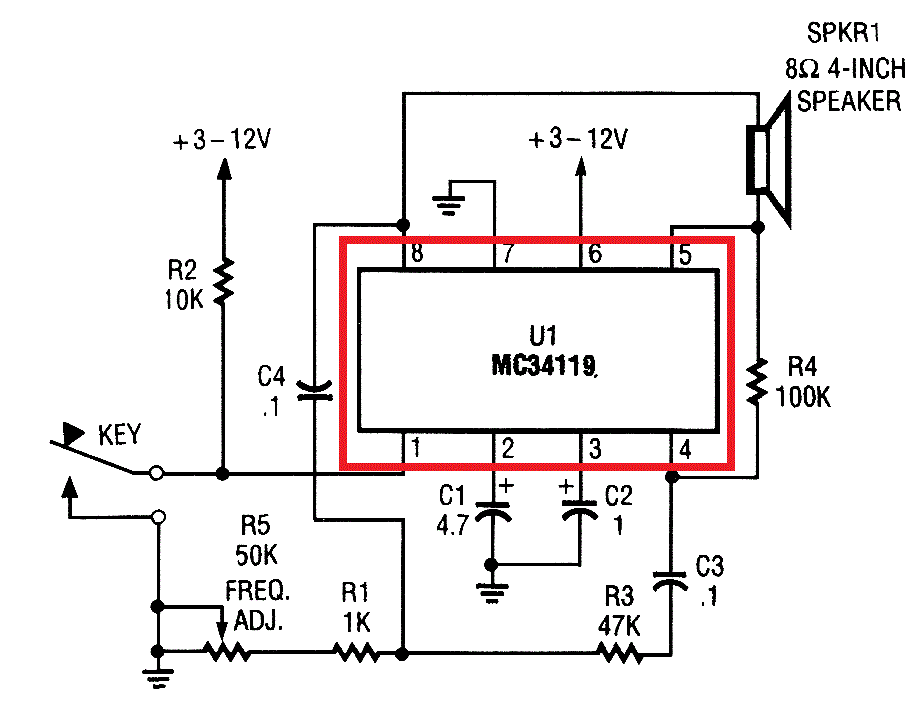 SPKR1
8Ω 4-INCH
SPEAKER
+3-12V
+3-12V
8
7
6
5
R2
10K
U1
MC34119.
C4
.1
R4
100K
KEY
1
2
3
4
C1
4.7
+
+
C2
1
R5
50K
FREQ.
ADJ.
R1
1K
R3
47K
C3
.1